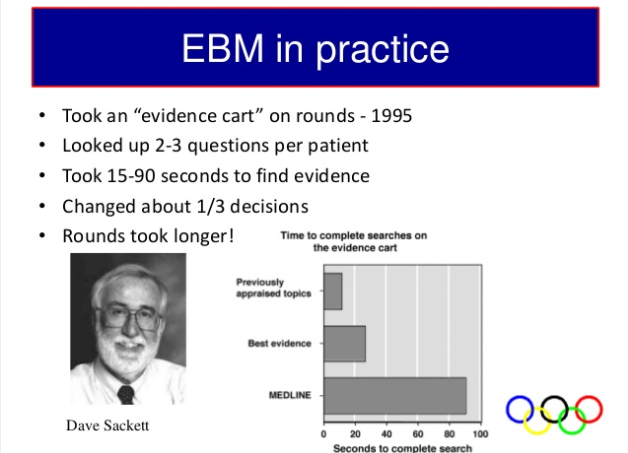 EBM in practice
• Took an “evidence cart” on rounds - 1995
• Looked up 2-3 questions per patient
• Took 15-90 seconds to find evidence
• Changed about 1/3 decisions
• Rounds took longer!
Time to complete searches on
the evidence cart
Previously
appraised topics
Best evidence
MEDLINE
0 20 40 60 80 100
Seconds to complete search
Dave Sackett